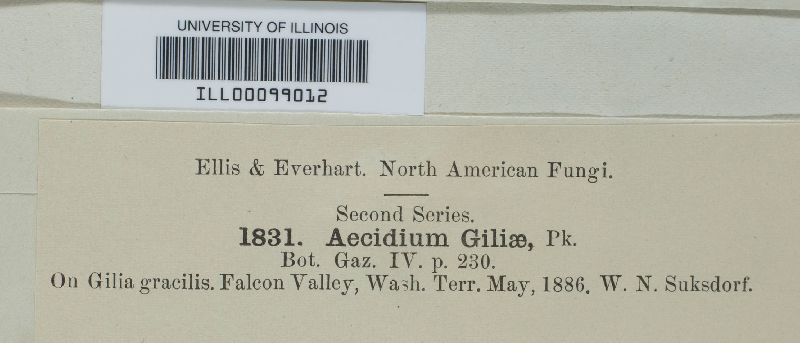 UNIVERSITY OF ILLINOIS
ILL00099012
Ellis & Everhart. North American Fungi.
Second Series.
1831. Aecidium Giliæ, Pk.
Bot. Gaz. IV. p. 230.
On Gilia gracilis. Falcon Valley, Wash. Terr. May, 1886. W. N. Suksdorf.